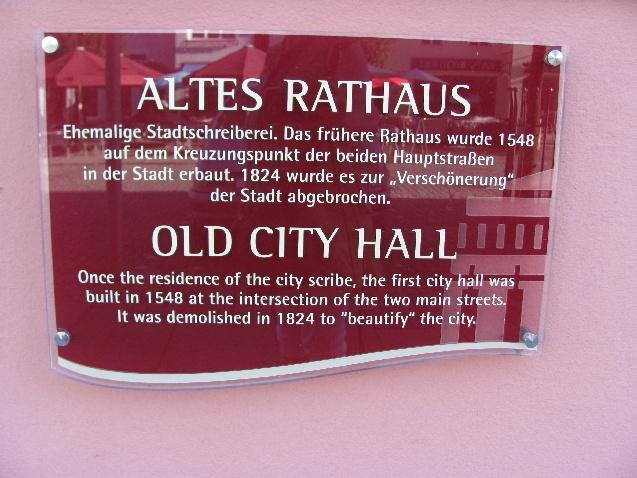 ALTES RATHAUS
Ehemalige Stadtschreiberei. Das frühere Rathaus wurde 1548
auf dem Kreuzungspunkt der beiden Hauptstraßen
in der Stadt erbaut. 1824 wurde es zur „Verschönerung“
der Stadt abgebrochen.
OLD CITY HALL
Once the residence of the city scribe, the first city hall was
built in 1548 at the intersection of the two main streets.
It was demolished in 1824 to “beautify“ the city.